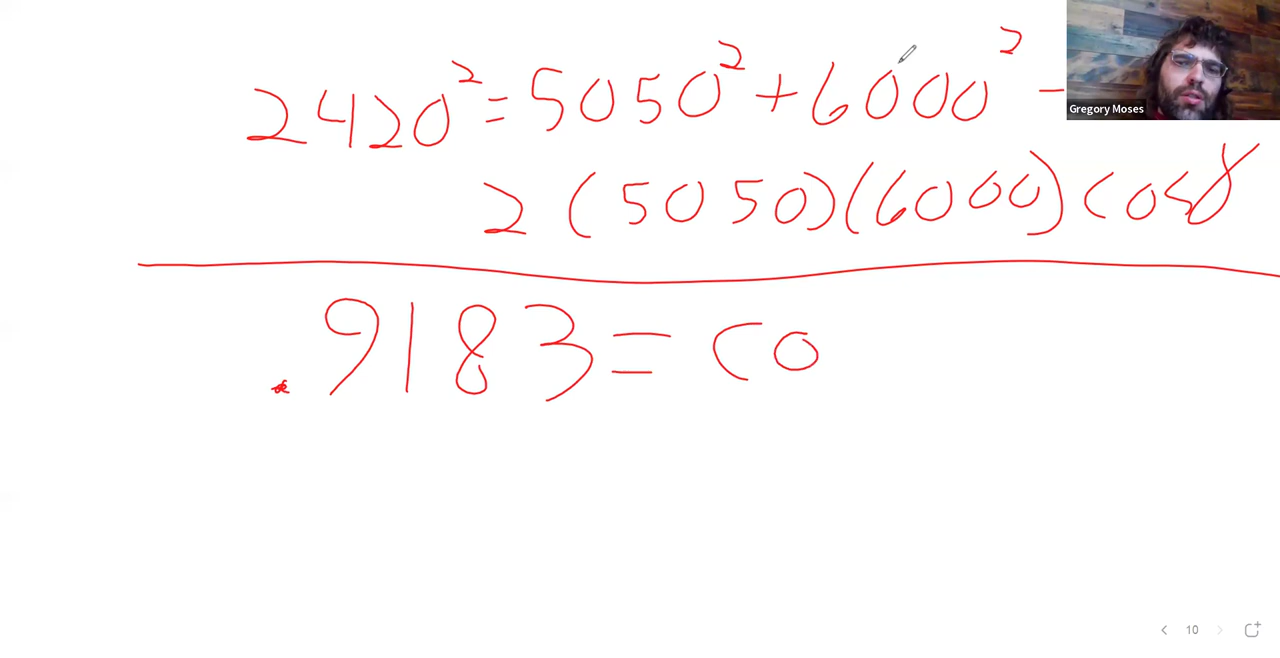 2420² = 5050² + 6000² -
Gregory Moses
2 (5050)(6000) cos γ
.9183 = co
10